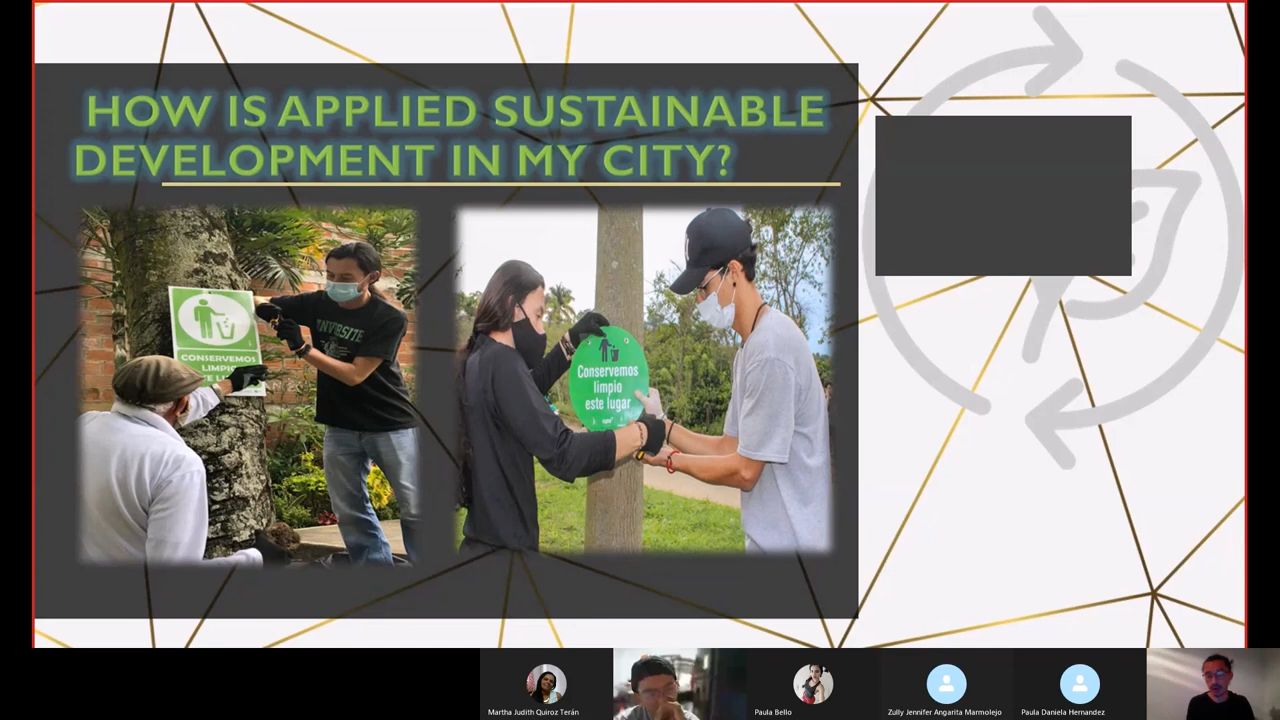 HOW IS APPLIED SUSTAINABLE
DEVELOPMENT IN MY CITY?
CONSERVEMOS
LIMPIO
Conservemos
limpio
este lugar
Martha Judith Quiroz Terán
Paula Bello
Zully Jennifer Angarita Marmolejo
Paula Daniela Hernandez